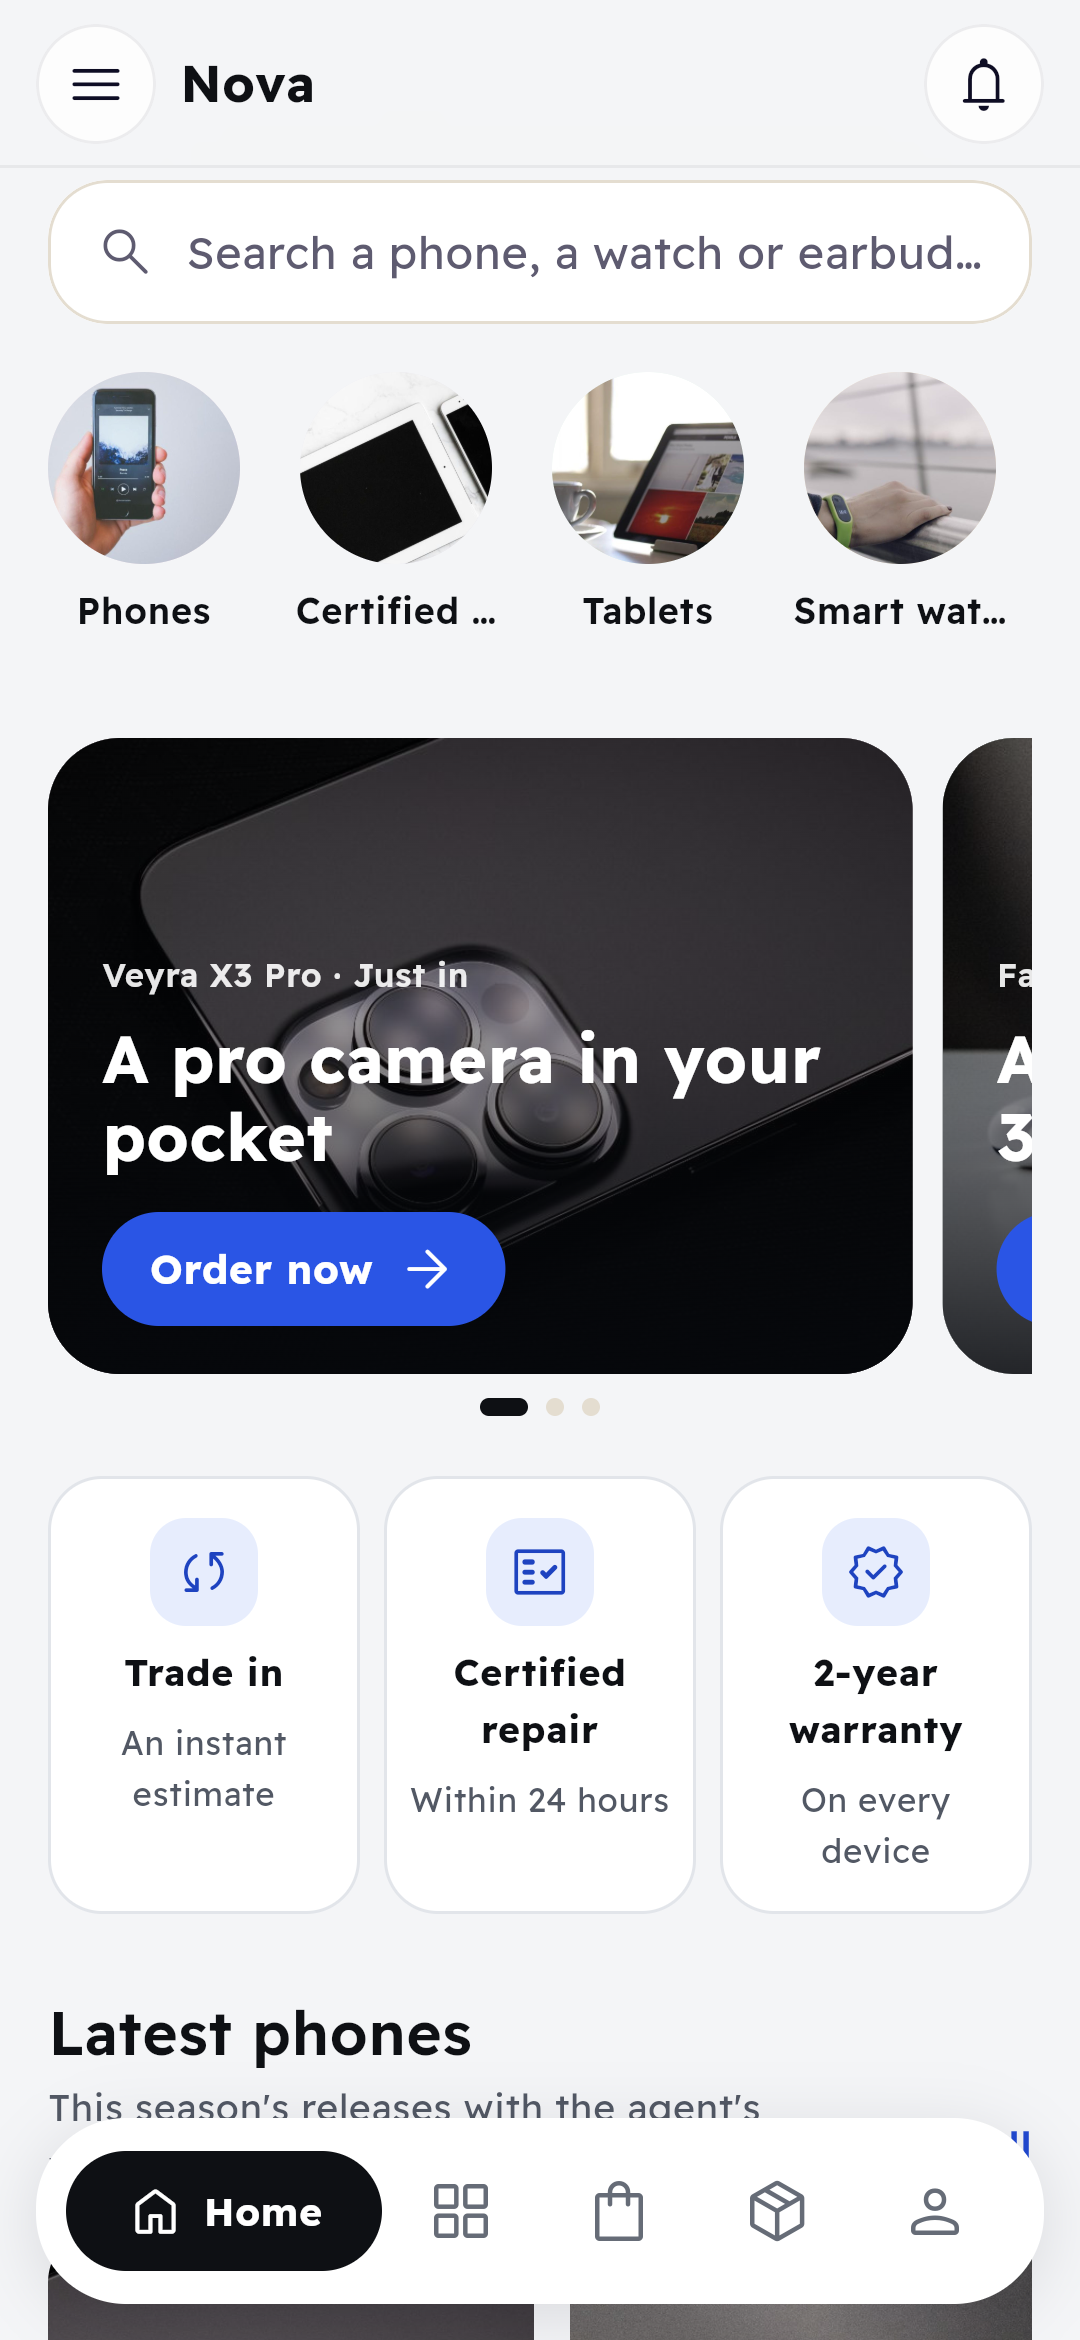 Nova
Search a phone, a watch or earbud...
Phones
Certified ...
Tablets
Smart wat...
Veyra X3 Pro · Just in
A pro camera in your
pocket
Order now
Fa
A
3
Trade in
An instant
estimate
Certified
repair
Within 24 hours
2-year
warranty
On every
device
Latest phones
This season's releases with the agent's
Home